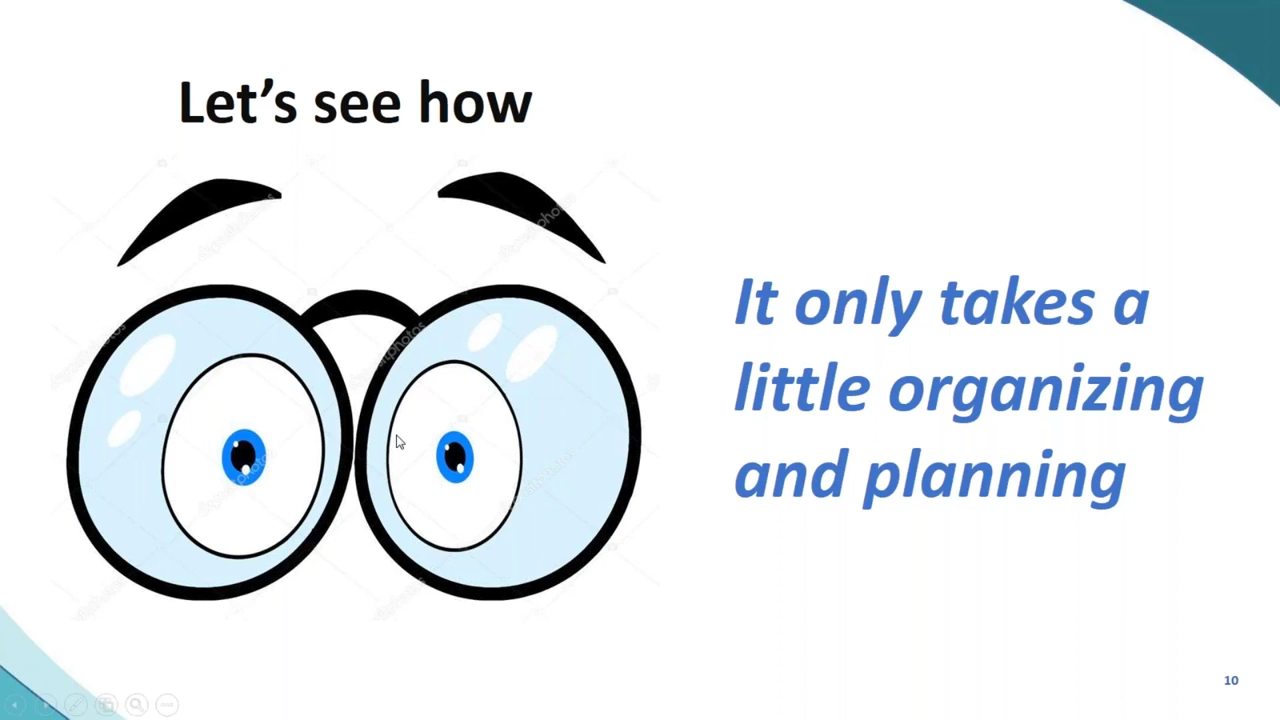 Let’s see how
It only takes a
little organizing
and planning
10